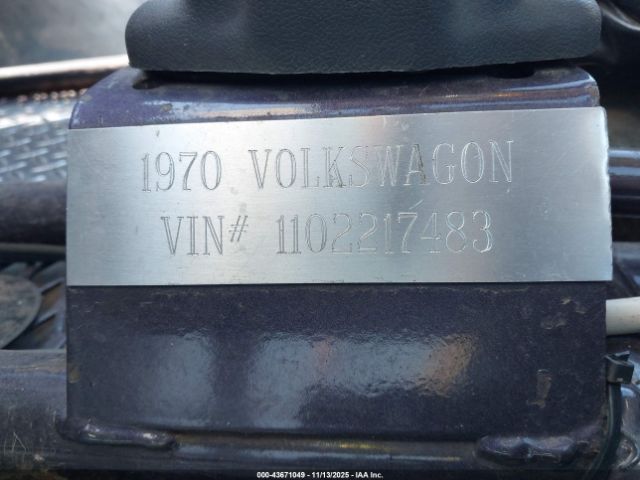 1970 VOLKSWAGON
VIN# 1102217483
000-43671049 | 11/13/2025 | IAA Inc.